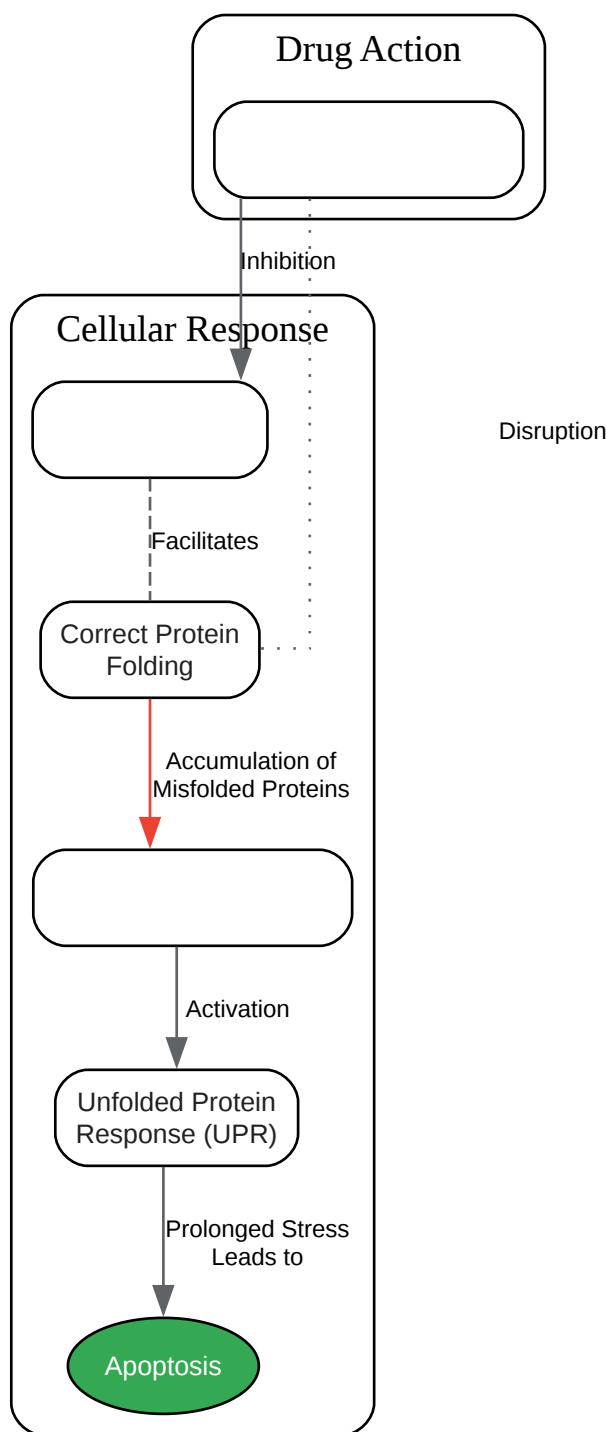 Drug Action
Inhibition
Cellular Response
Disruption
Facilitates
Correct Protein
Folding
Accumulation of
Misfolded Proteins
Activation
Unfolded Protein
Response (UPR)
Prolonged Stress
Leads to
Apoptosis